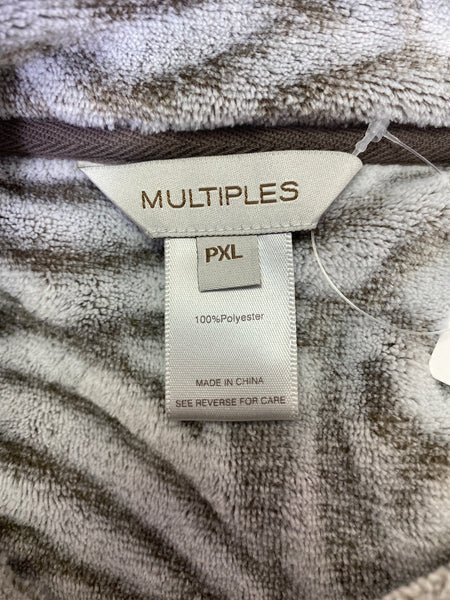 MULTIPLES
PXL
100%Polyester
MADE IN CHINA
SEE REVERSE FOR CARE